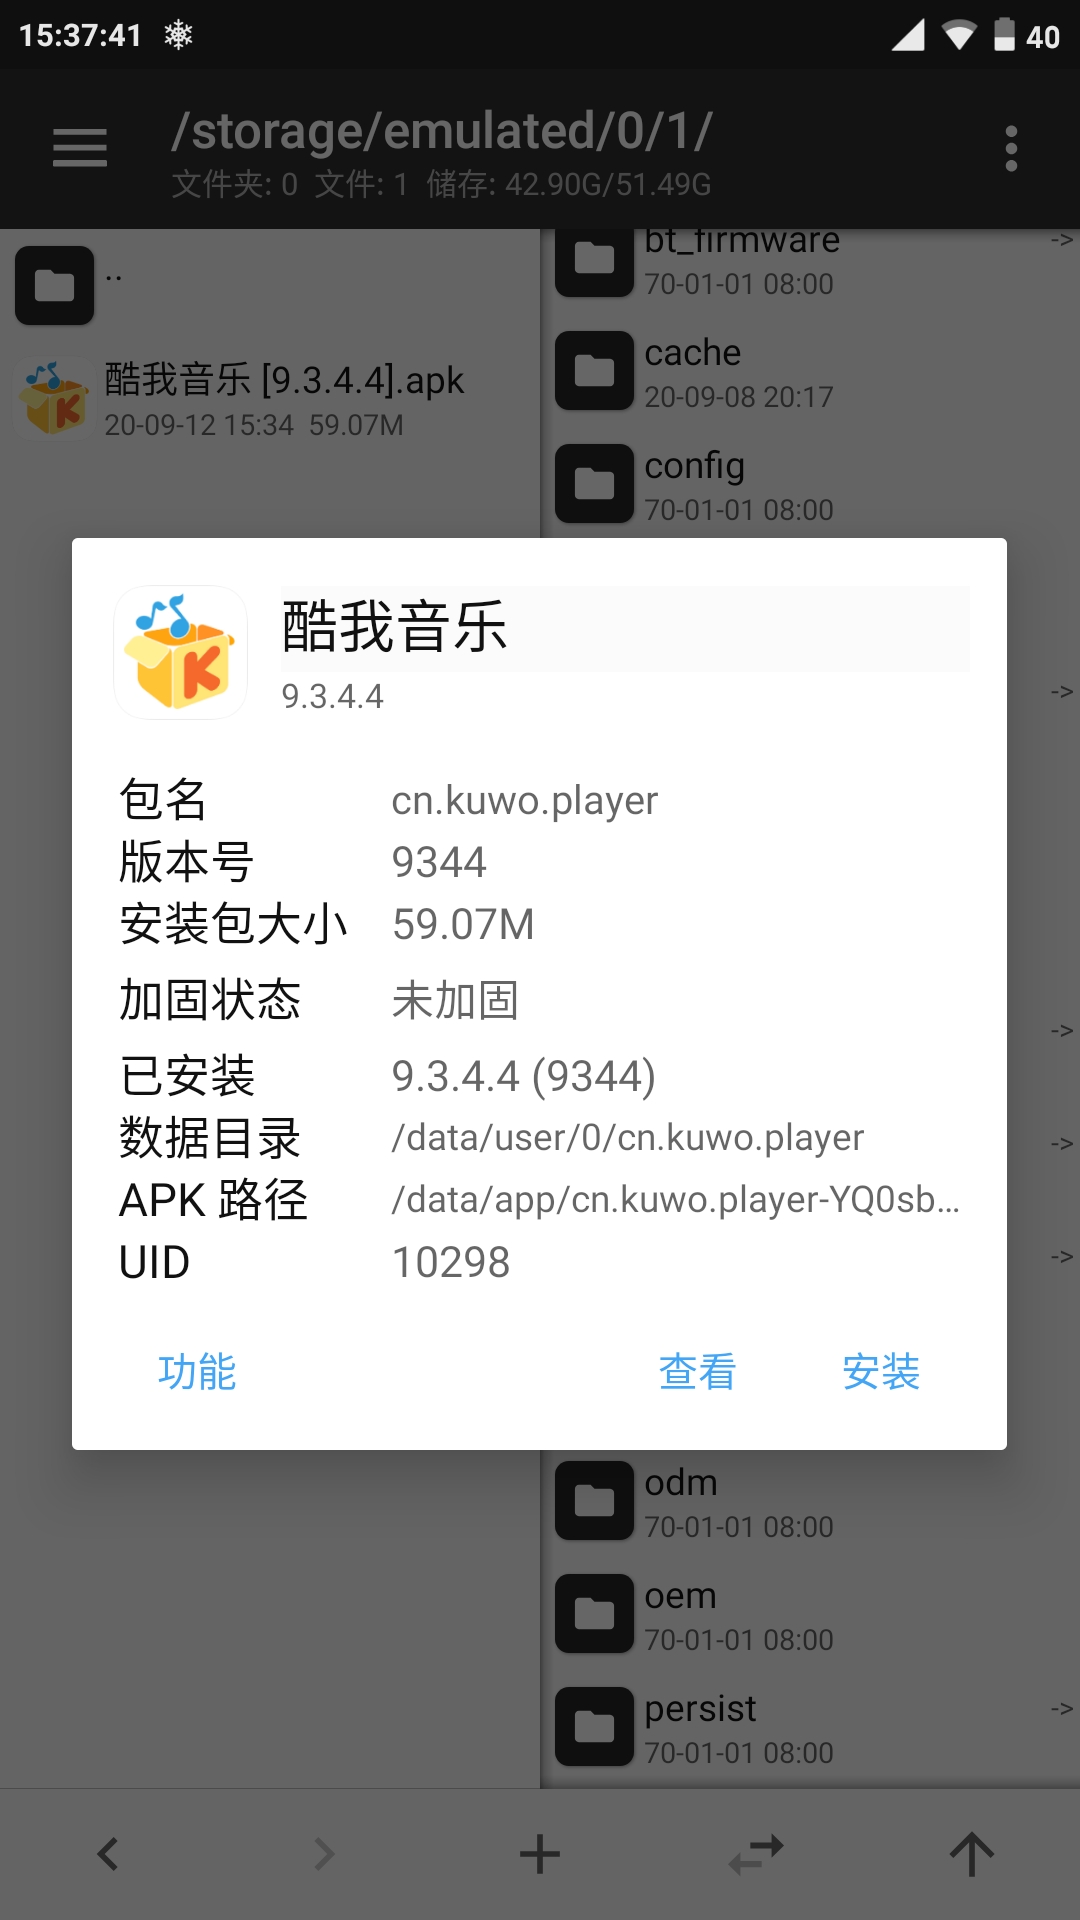 15:37:41
40
/storage/emulated/0/1/
文件夹: 0 文件: 1 储存: 42.90G/51.49G
..
酷我音乐 [9.3.4.4].apk
20-09-12 15:34 59.07M
bt_firmware
->
70-01-01 08:00
cache
20-09-08 20:17
config
70-01-01 08:00
酷我音乐
9.3.4.4
包名 cn.kuwo.player
版本号 9344
安装包大小 59.07M
加固状态 未加固
已安装 9.3.4.4 (9344)
数据目录 /data/user/0/cn.kuwo.player
APK 路径 /data/app/cn.kuwo.player-YQ0sb...
UID 10298
功能 查看 安装
->
->
->
->
odm
70-01-01 08:00
oem
70-01-01 08:00
persist
->
70-01-01 08:00